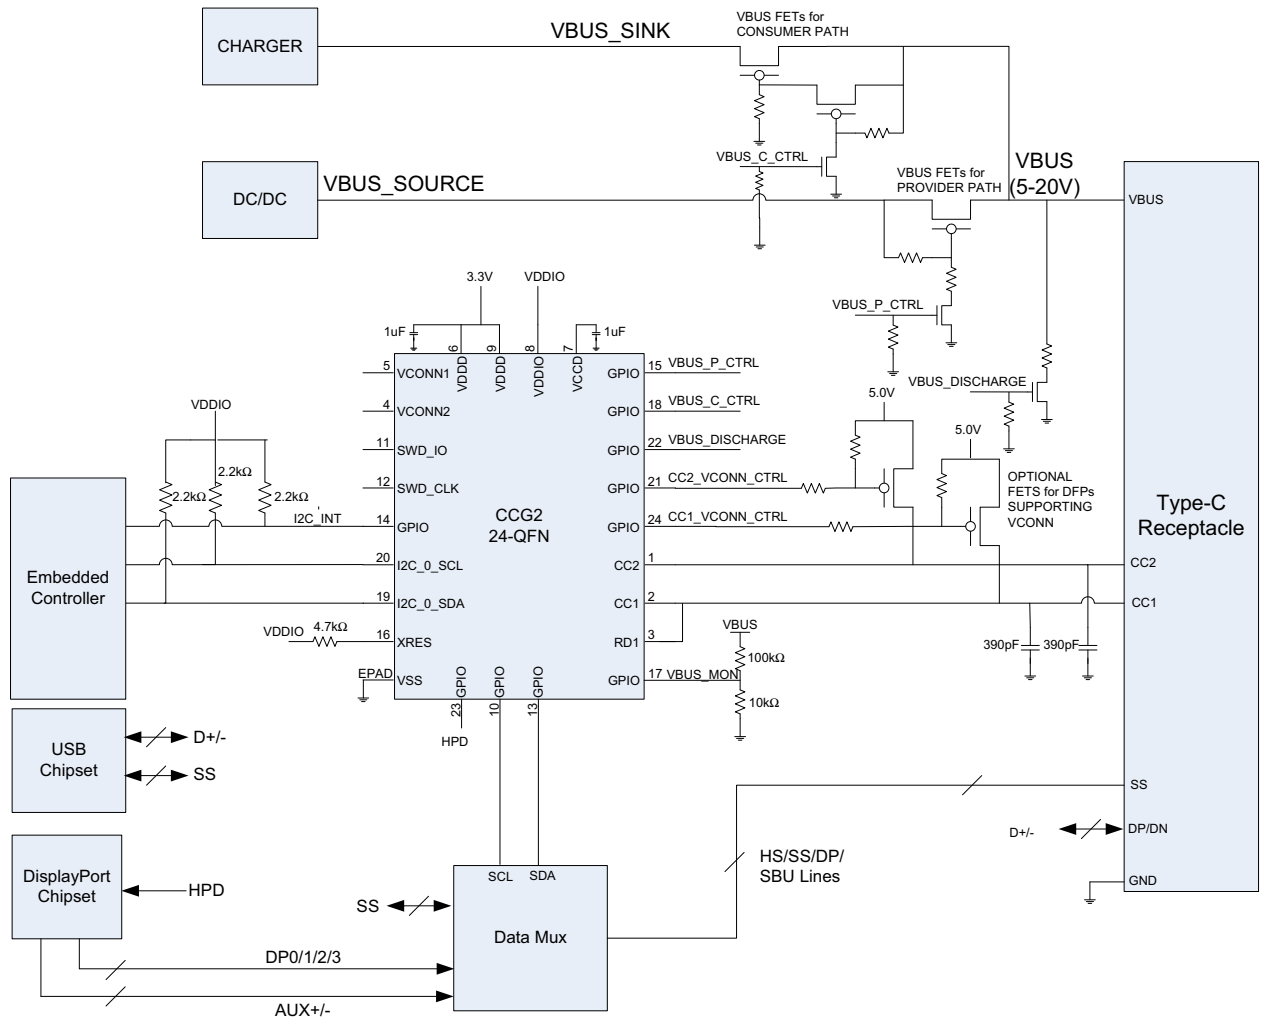 VBUS FETs for
CONSUMER PATH
CHARGER
VBUS_SINK
VBUS_C_CTRL
VBUS FETs for
PROVIDER PATH
VBUS
(5-20V)
DC/DC
VBUS_SOURCE
VBUS
3.3V
VDDIO
VBUS_P_CTRL
1uF
1uF
6
9
8
7
VDDD
VDDD
VDDIO
VCCD
5
VCONN1
4
VCONN2
11
SWD_IO
12
SWD_CLK
14
GPIO
20
I2C_0_SCL
19
I2C_0_SDA
16
XRES
EPAD
VSS
CCG2
24-QFN
GPIO
15
VBUS_P_CTRL
GPIO
18
VBUS_C_CTRL
GPIO
22
VBUS_DISCHARGE
GPIO
21
CC2_VCONN_CTRL
GPIO
24
CC1_VCONN_CTRL
CC2
1
CC1
2
RD1
3
GPIO
17
VBUS_MON
VBUS_DISCHARGE
5.0V
5.0V
OPTIONAL
FETS for DFPs
SUPPORTING
VCONN
Type-C
Receptacle
CC2
CC1
VDDIO
2.2kΩ
2.2kΩ
2.2kΩ
I2C_INT
Embedded
Controller
VDDIO
4.7kΩ
VBUS
100kΩ
10kΩ
390pF
390pF
GPIO
GPIO
GPIO
23
10
13
HPD
USB
Chipset
D+/-
SS
SS
D+/-
DP/DN
GND
HS/SS/DP/
SBU Lines
DisplayPort
Chipset
HPD
SCL
SDA
SS
Data Mux
DP0/1/2/3
AUX+/-